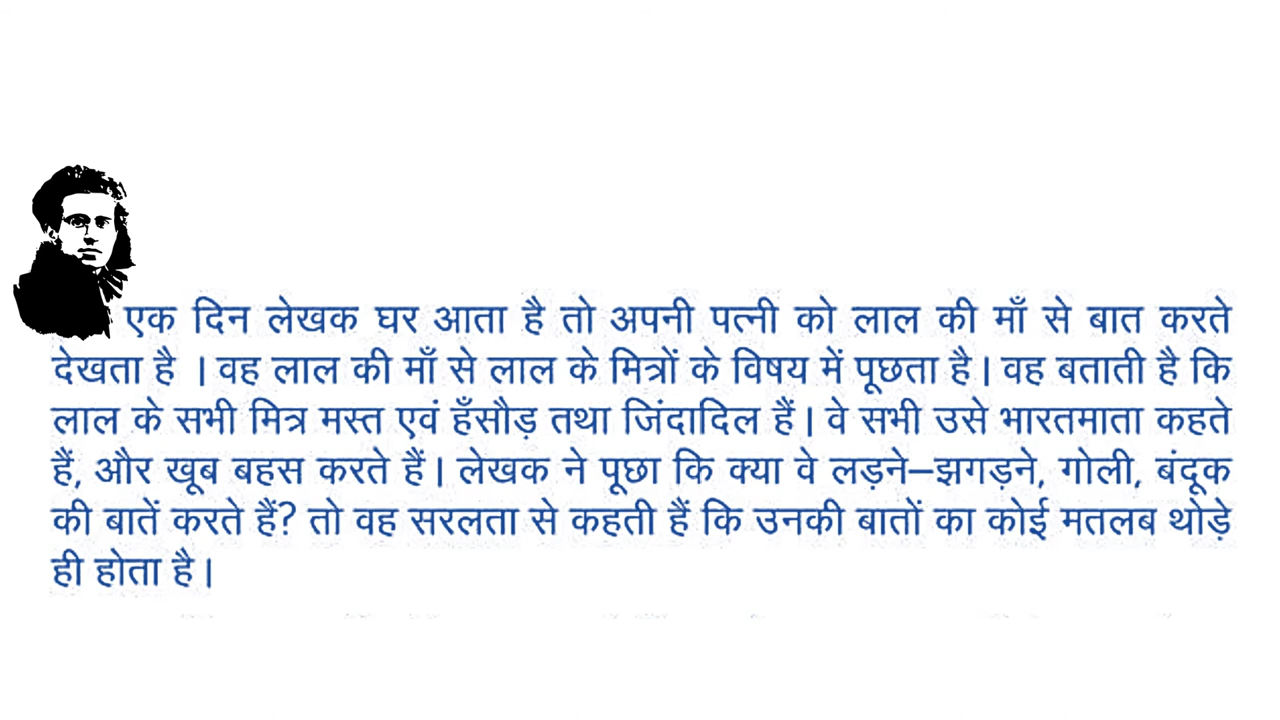 एक दिन लेखक घर आता है तो अपनी पत्नी को लाल की माँ से बात करते
देखता है । वह लाल की माँ से लाल के मित्रों के विषय में पूछता है। वह बताती है कि
लाल के सभी मित्र मस्त एवं हँसौड़ तथा जिंदादिल हैं। वे सभी उसे भारतमाता कहते
हैं, और खूब बहस करते हैं। लेखक ने पूछा कि क्या वे लड़ने–झगड़ने, गोली, बंदूक
की बातें करते हैं? तो वह सरलता से कहती हैं कि उनकी बातों का कोई मतलब थोड़े
ही होता है।